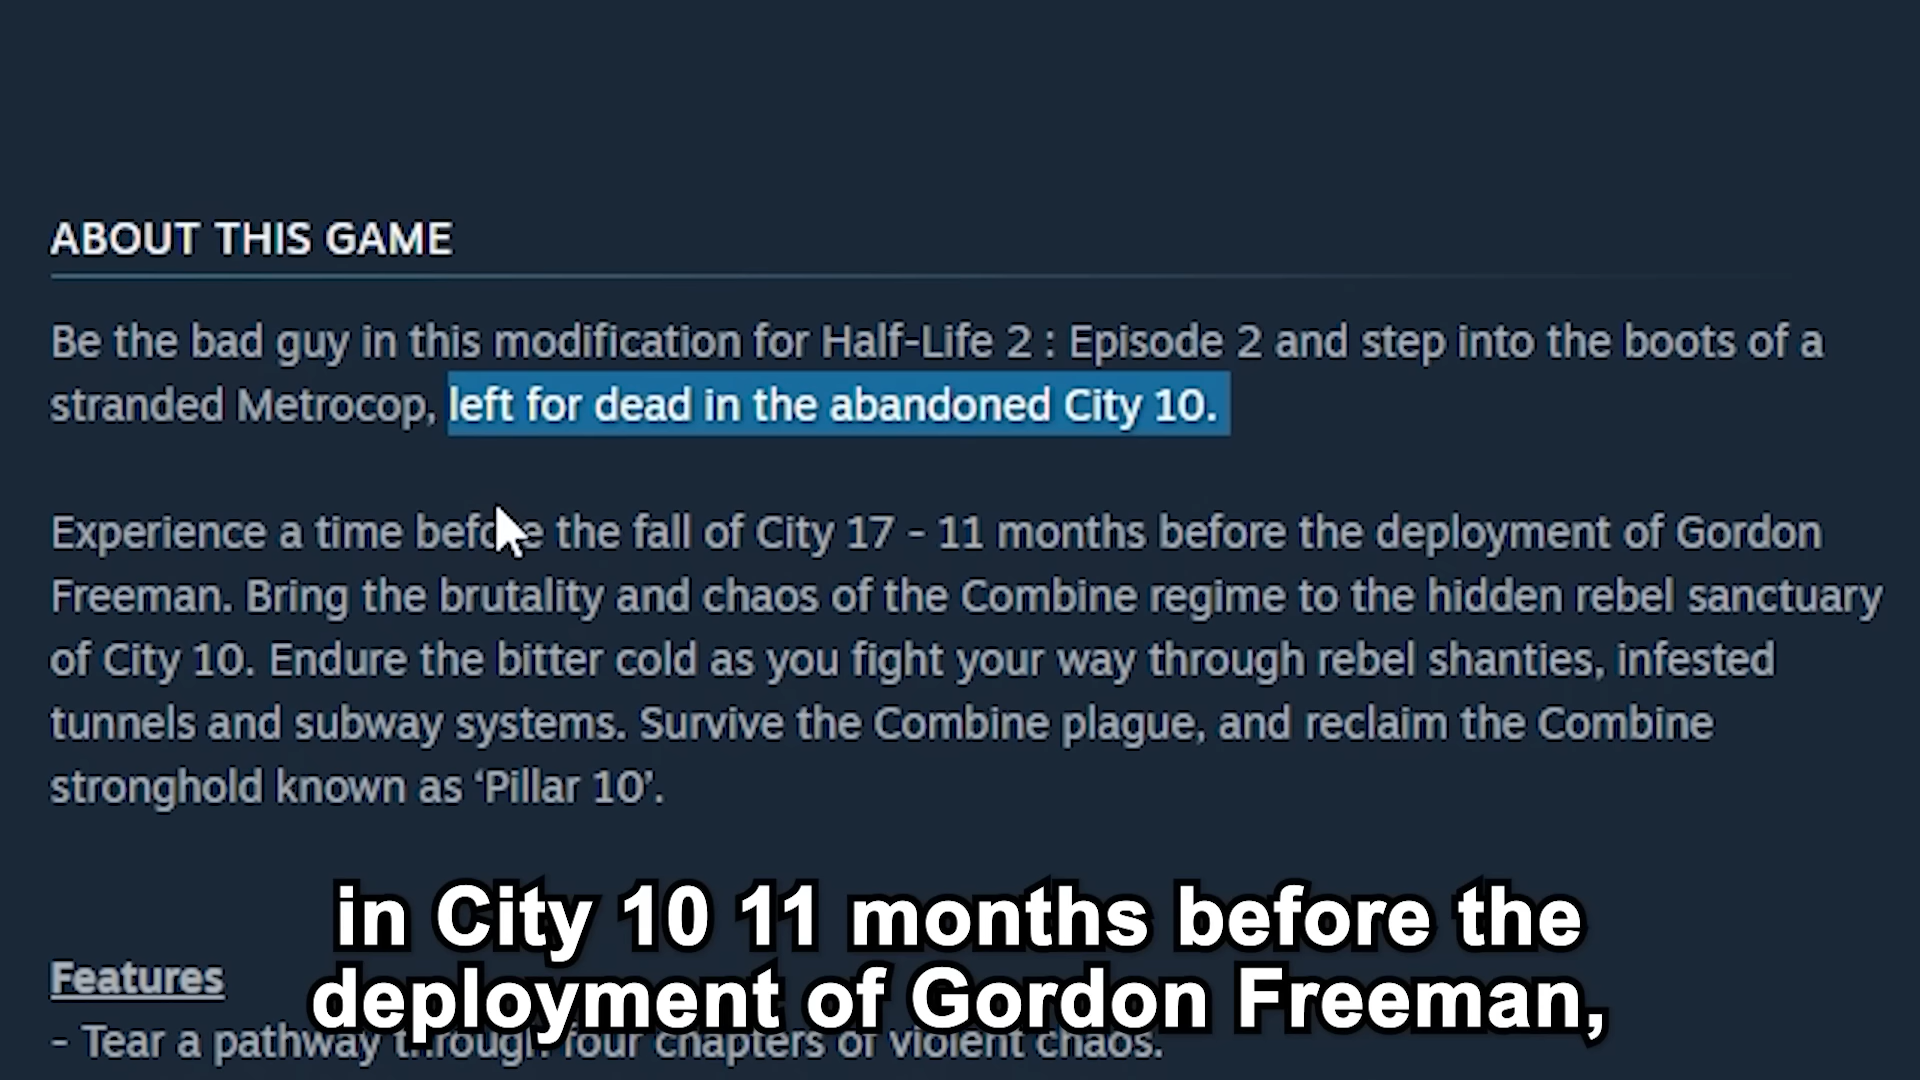 ABOUT THIS GAME
Be the bad guy in this modification for Half-Life 2 : Episode 2 and step into the boots of a
stranded Metrocop, left for dead in the abandoned City 10.
Experience a time before the fall of City 17 - 11 months before the deployment of Gordon
Freeman. Bring the brutality and chaos of the Combine regime to the hidden rebel sanctuary
of City 10. Endure the bitter cold as you fight your way through rebel shanties, infested
tunnels and subway systems. Survive the Combine plague, and reclaim the Combine
stronghold known as ‘Pillar 10’.
in City 10 11 months before the
Features
deployment of Gordon Freeman,
- Tear a pathway through four chapters of violent chaos.